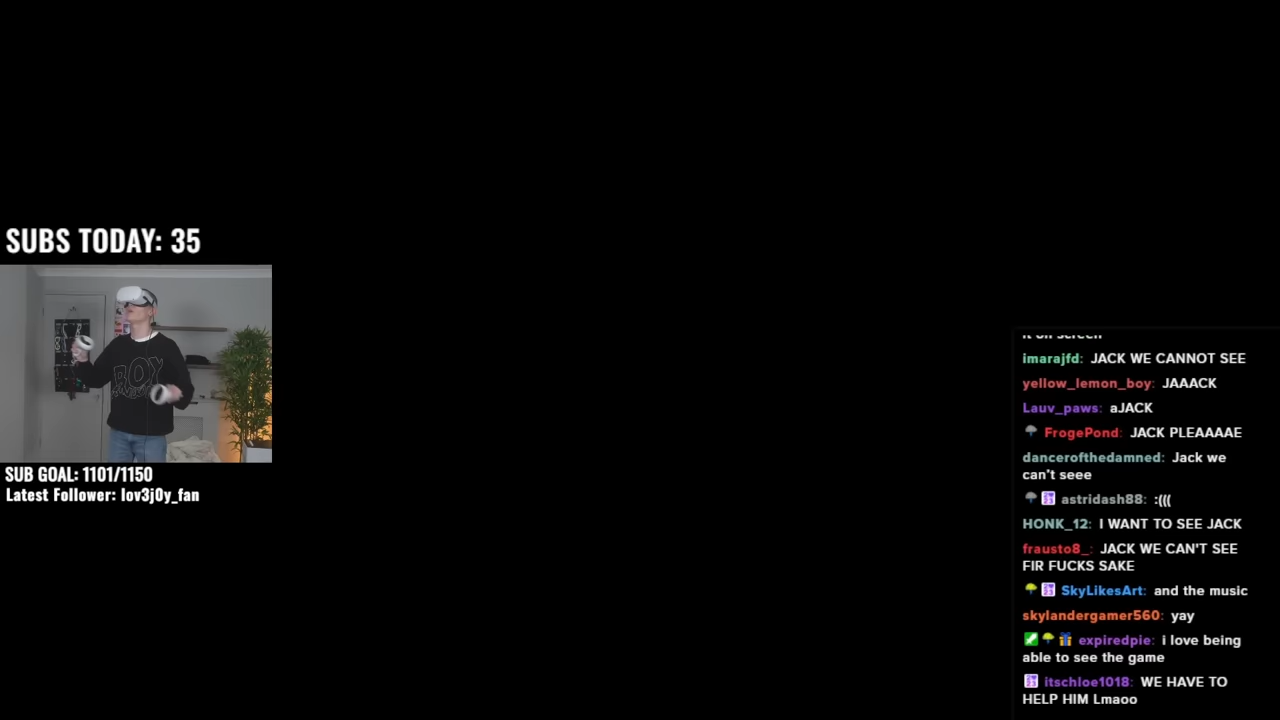 SUBS TODAY: 35
SUB GOAL: 1101/1150
Latest Follower: lov3j0y_fan
it on screen
imarajfd: JACK WE CANNOT SEE
yellow_lemon_boy: JAAACK
Lauv_paws: aJACK
FrogePond: JACK PLEAAAAE
dancerofthedamned: Jack we
can't seee
astridash88: :(((
HONK_12: I WANT TO SEE JACK
frausto8_: JACK WE CAN'T SEE
FIR FUCKS SAKE
SkyLikesArt: and the music
skylandergamer560: yay
expiredpie: i love being
able to see the game
itschloe1018: WE HAVE TO
HELP HIM Lmaoo